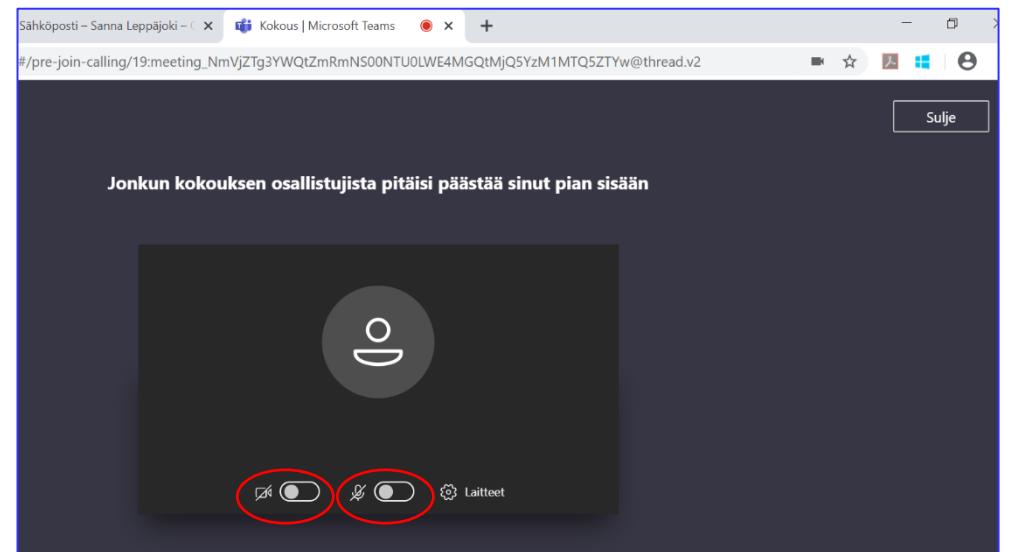 Sähköposti – Sanna Leppäjoki –
Kokous | Microsoft Teams
#/pre-join-calling/19:meeting_NmVjZTg3YWQtZmRmNS00NTU0LWE4MGQtMjQ5YzM1MTQ5ZTYw@thread.v2
Sulje
Jonkun kokouksen osallistujista pitäisi päästää sinut pian sisään
Laitteet